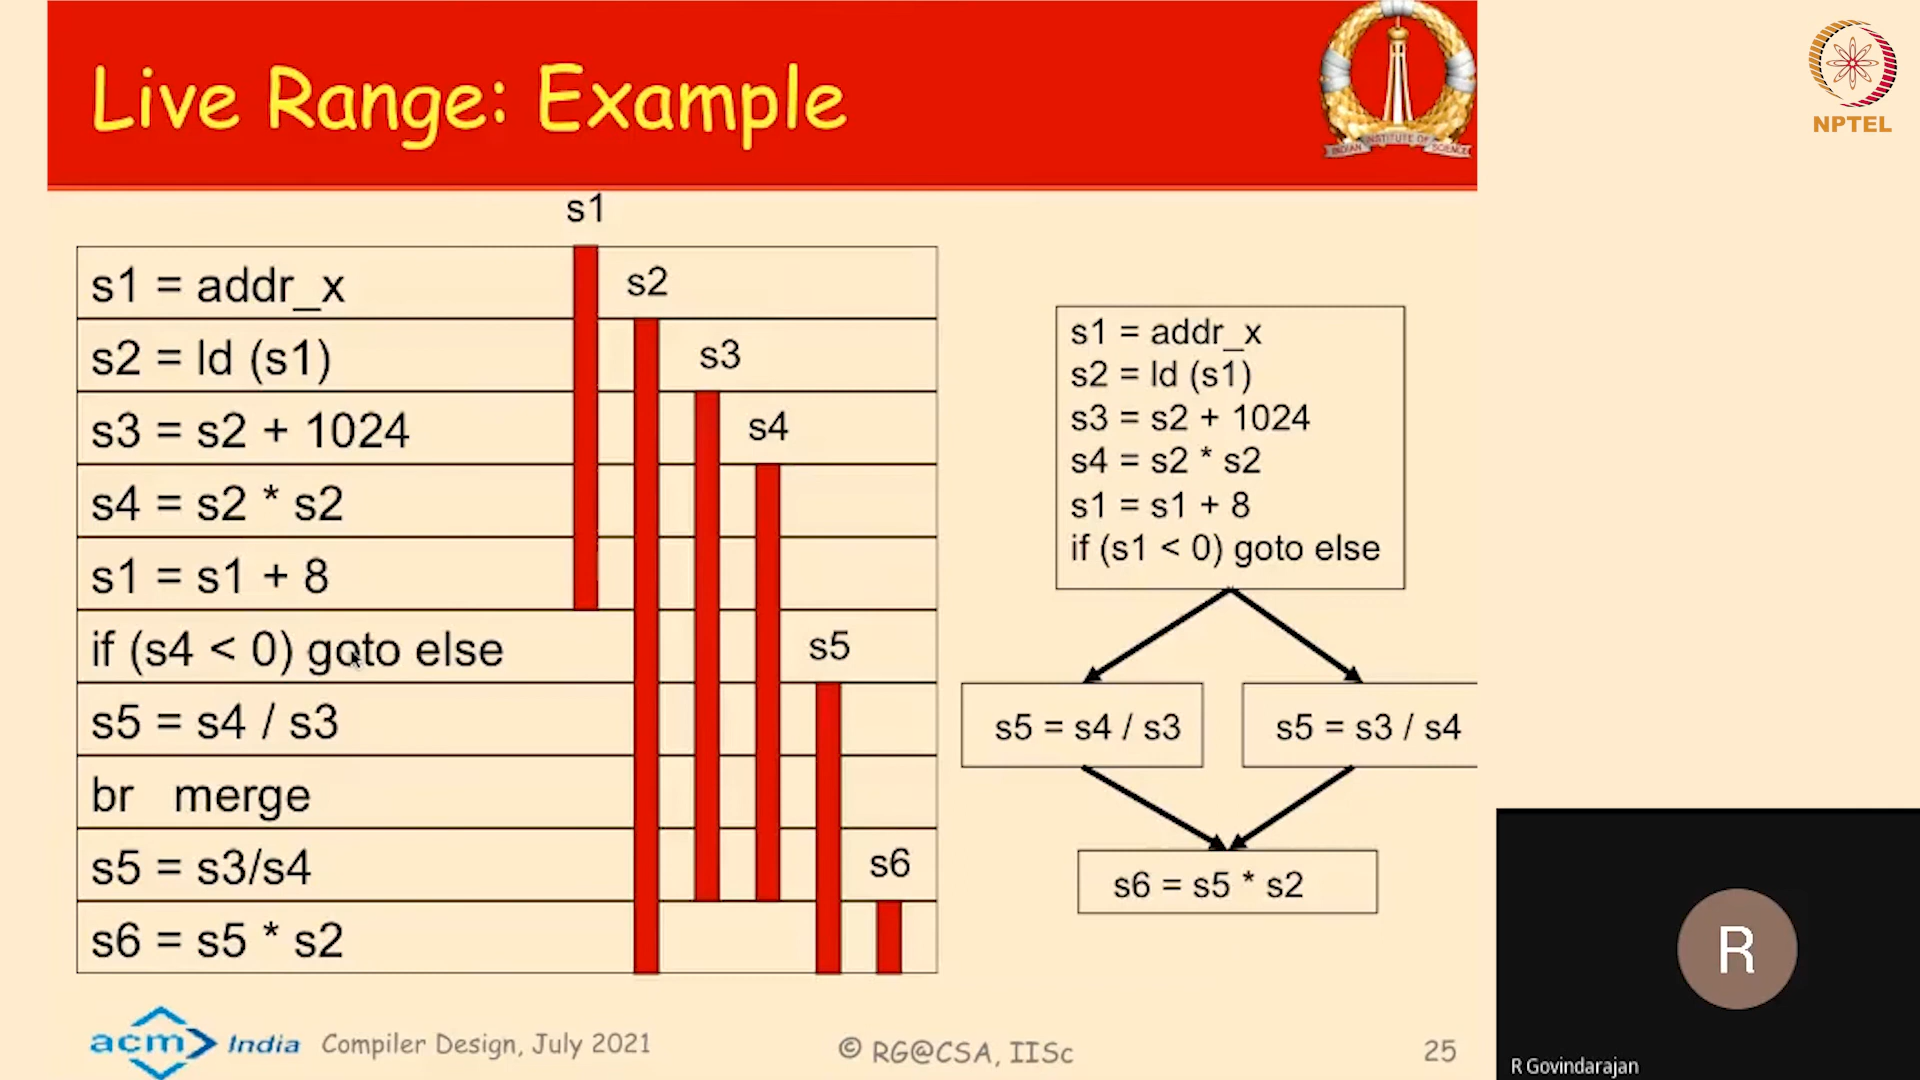 Live Range: Example
INDIAN INSTITUTE OF SCIENCE
NPTEL
s1
s1 = addr_x
s2
s2 = ld (s1)
s3
s3 = s2 + 1024
s4
s4 = s2 * s2
s1 = s1 + 8
if (s4 < 0) goto else
s5
s5 = s4 / s3
br merge
s5 = s3/s4
s6
s6 = s5 * s2
s1 = addr_x
s2 = ld (s1)
s3 = s2 + 1024
s4 = s2 * s2
s1 = s1 + 8
if (s1 < 0) goto else
s5 = s4 / s3
s5 = s3 / s4
s6 = s5 * s2
acm India
Compiler Design, July 2021
© RG@CSA, IISc
25
R
R Govindarajan